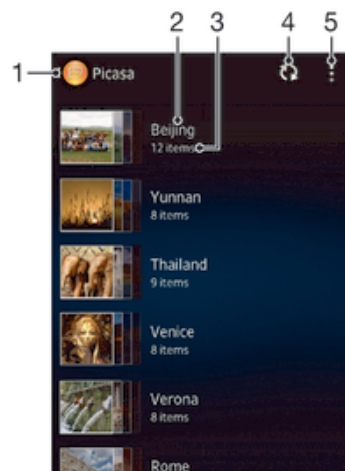 2 3 4 5
1 Picasa
Beijing
12 items
Yunnan
8 items
Thailand
9 items
Venice
8 items
Verona
8 items
Rome